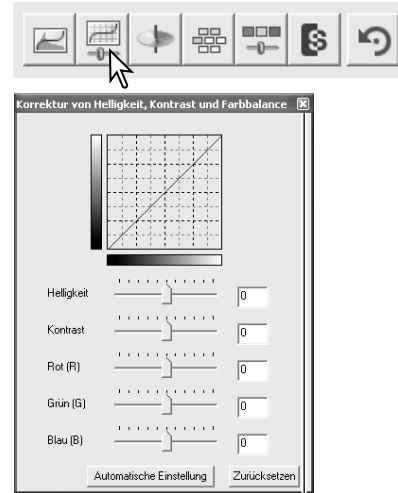 Korrektur von Helligkeit, Kontrast und Farbbalance
Helligkeit 0
Kontrast 0
Rot (R) 0
Grün (G) 0
Blau (B) 0
Automatische Einstellung Zurücksetzen